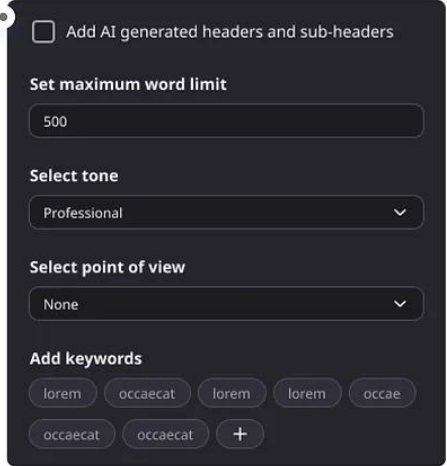 Add AI generated headers and sub-headers
Set maximum word limit
500
Select tone
Professional
Select point of view
None
Add keywords
lorem occaecat lorem lorem occae
occaecat occaecat +